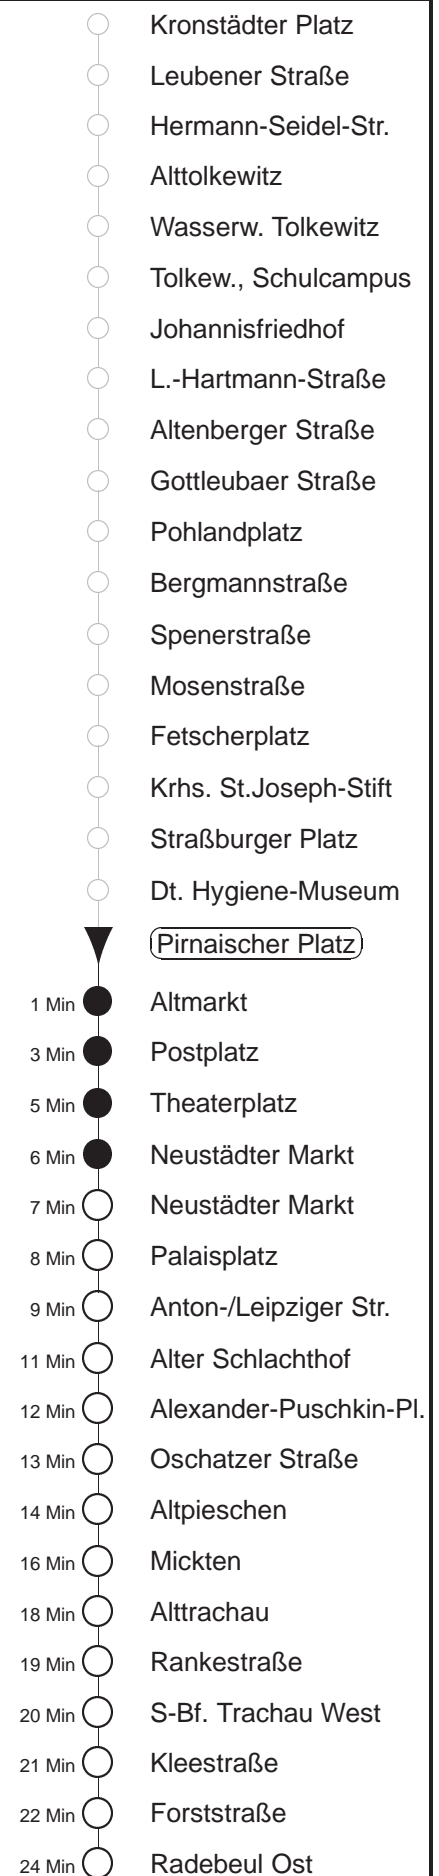 Kronstädter Platz
Leubener Straße
Hermann-Seidel-Str.
Alttolkewitz
Wasserw. Tolkewitz
Tolkew., Schulcampus
Johannisfriedhof
L.-Hartmann-Straße
Altenberger Straße
Gottleubaer Straße
Pohlandplatz
Bergmannstraße
Spenerstraße
Mosenstraße
Fetscherplatz
Krhs. St.Joseph-Stift
Straßburger Platz
Dt. Hygiene-Museum
Pirnaischer Platz
1 Min Altmarkt
3 Min Postplatz
5 Min Theaterplatz
6 Min Neustädter Markt
7 Min Neustädter Markt
8 Min Palaisplatz
9 Min Anton-/Leipziger Str.
11 Min Alter Schlachthof
12 Min Alexander-Puschkin-Pl.
13 Min Oschatzer Straße
14 Min Altpieschen
16 Min Mickten
18 Min Alttrachau
19 Min Rankestraße
20 Min S-Bf. Trachau West
21 Min Kleestraße
22 Min Forststraße
24 Min Radebeul Ost